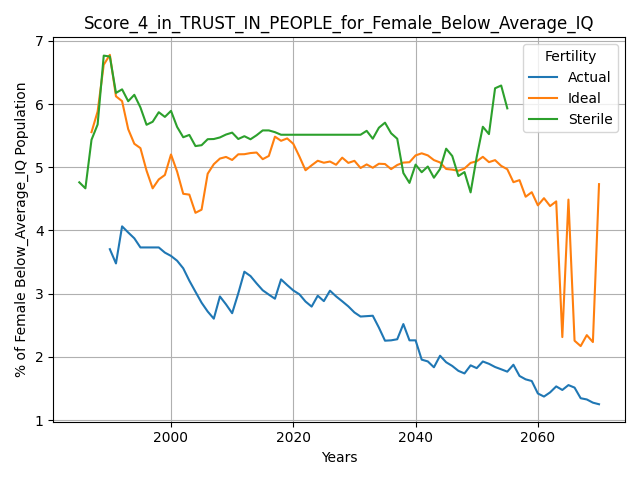 Score_4_in_TRUST_IN_PEOPLE_for_Female_Below_Average_IQ
% of Female Below_Average_IQ Population
7
6
5
4
3
2
1
Fertility
Actual
Ideal
Sterile
2000
2020
2040
2060
Years